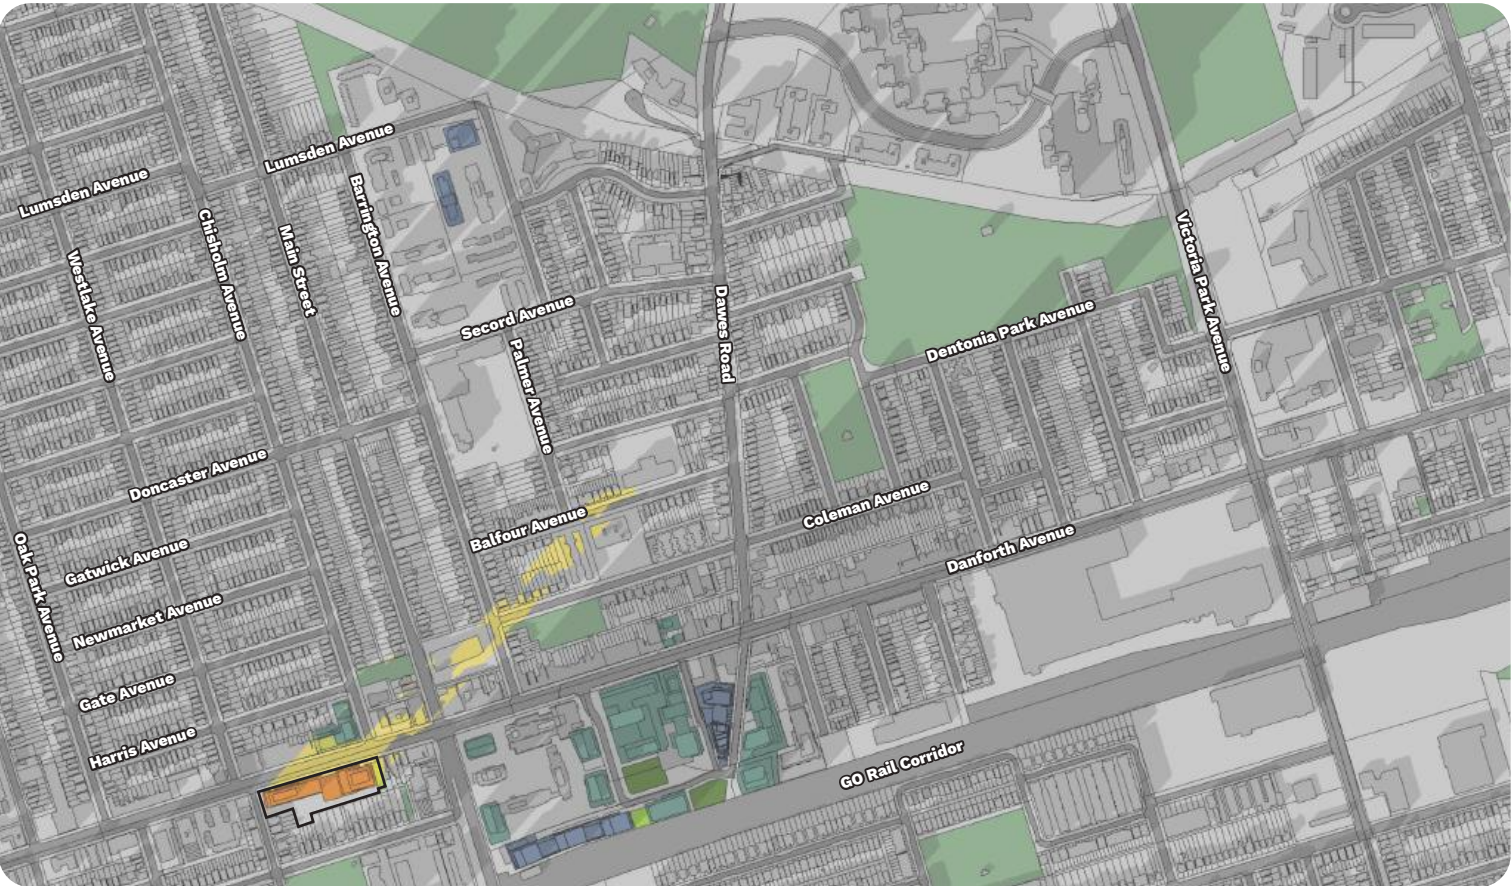 Lumsden Avenue
Lumsden Avenue
Westlake Avenue
Chisholm Avenue
Main Street
Barrington Avenue
Secord Avenue
Palmer Avenue
Dawes Road
Dentonia Park Avenue
Victoria Park Avenue
Doncaster Avenue
Balfour Avenue
Coleman Avenue
Danforth Avenue
Oak Park Avenue
Gatwick Avenue
Newmarket Avenue
Gate Avenue
Harris Avenue
GO Rail Corridor